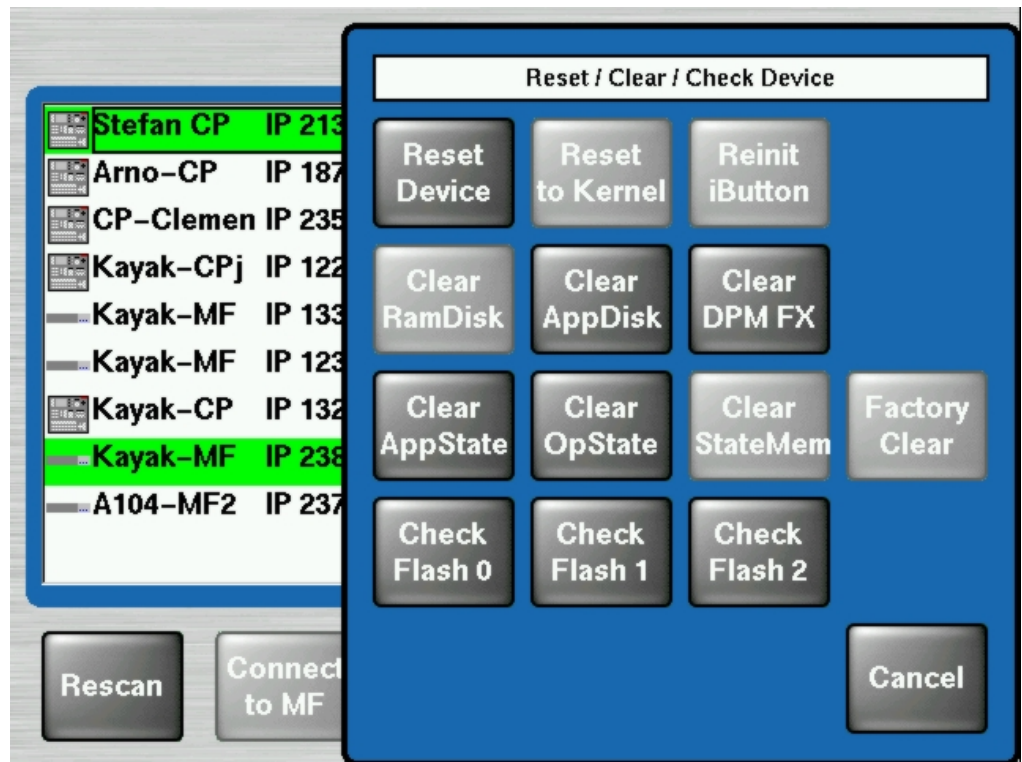 Reset / Clear / Check Device
Stefan CP IP 213
Arno-CP IP 187
CP-Clemen IP 235
Kayak-CPj IP 122
Kayak-MF IP 133
Kayak-MF IP 123
Kayak-CP IP 132
Kayak-MF IP 238
A104-MF2 IP 237
Reset
Device
Reset
to Kernel
Reinit
iButton
Clear
RamDisk
Clear
AppDisk
Clear
DPM FX
Clear
AppState
Clear
OpState
Clear
StateMem
Factory
Clear
Check
Flash 0
Check
Flash 1
Check
Flash 2
Rescan
Connect
to MF
Cancel